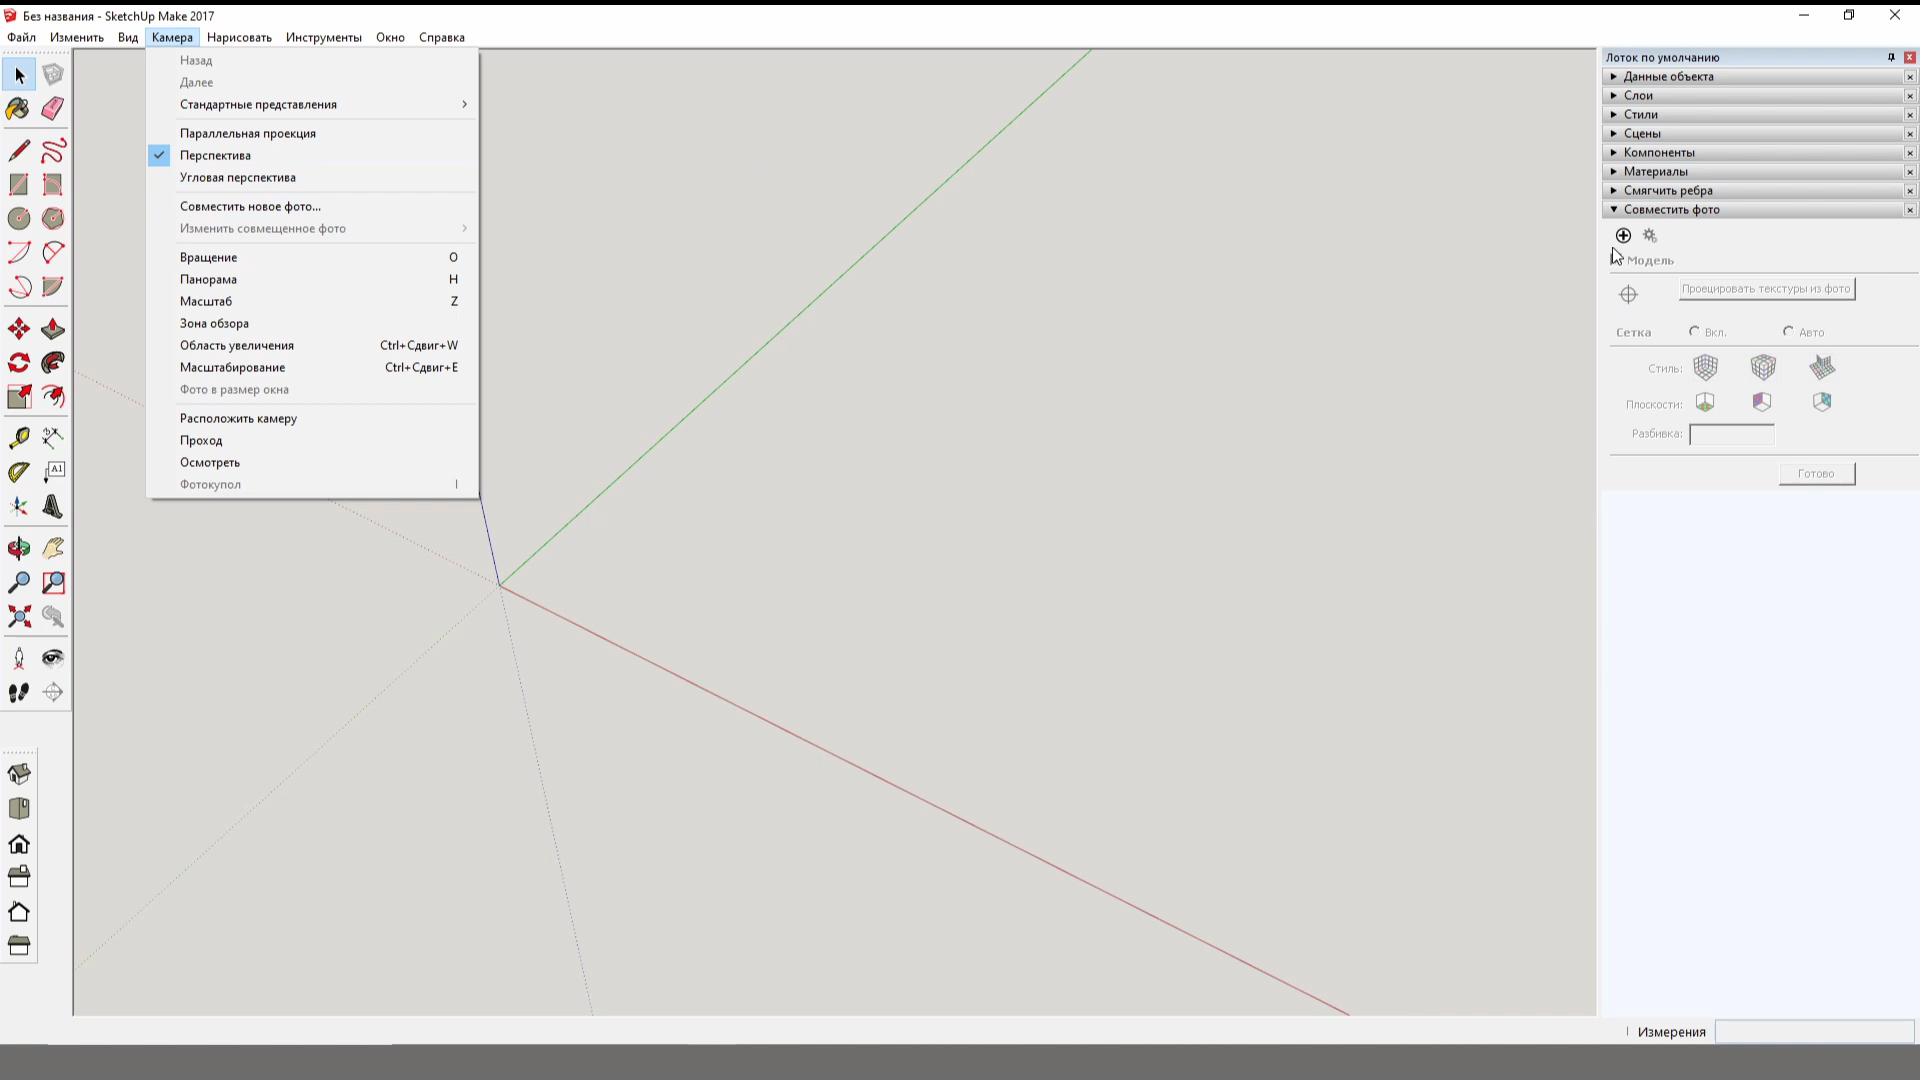 Без названия - SketchUp Make 2017
Файл Изменить Вид Камера Нарисовать Инструменты Окно Справка
Назад
Далее
Стандартные представления
Параллельная проекция
Перспектива
Угловая перспектива
Совместить новое фото...
Изменить совмещенное фото
Вращение O
Панорама H
Масштаб Z
Зона обзора
Область увеличения Ctrl+Сдвиг+W
Масштабирование Ctrl+Сдвиг+E
Фото в размер окна
Расположить камеру
Проход
Осмотреть
Фотокупол I
A1
Лоток по умолчанию
Данные объекта
Слои
Стили
Сцены
Компоненты
Материалы
Смягчить ребра
Совместить фото
Модель
Проецировать текстуры из фото
Сетка Вкл. Авто
Стиль:
Плоскости:
Разбивка:
Готово
Измерения